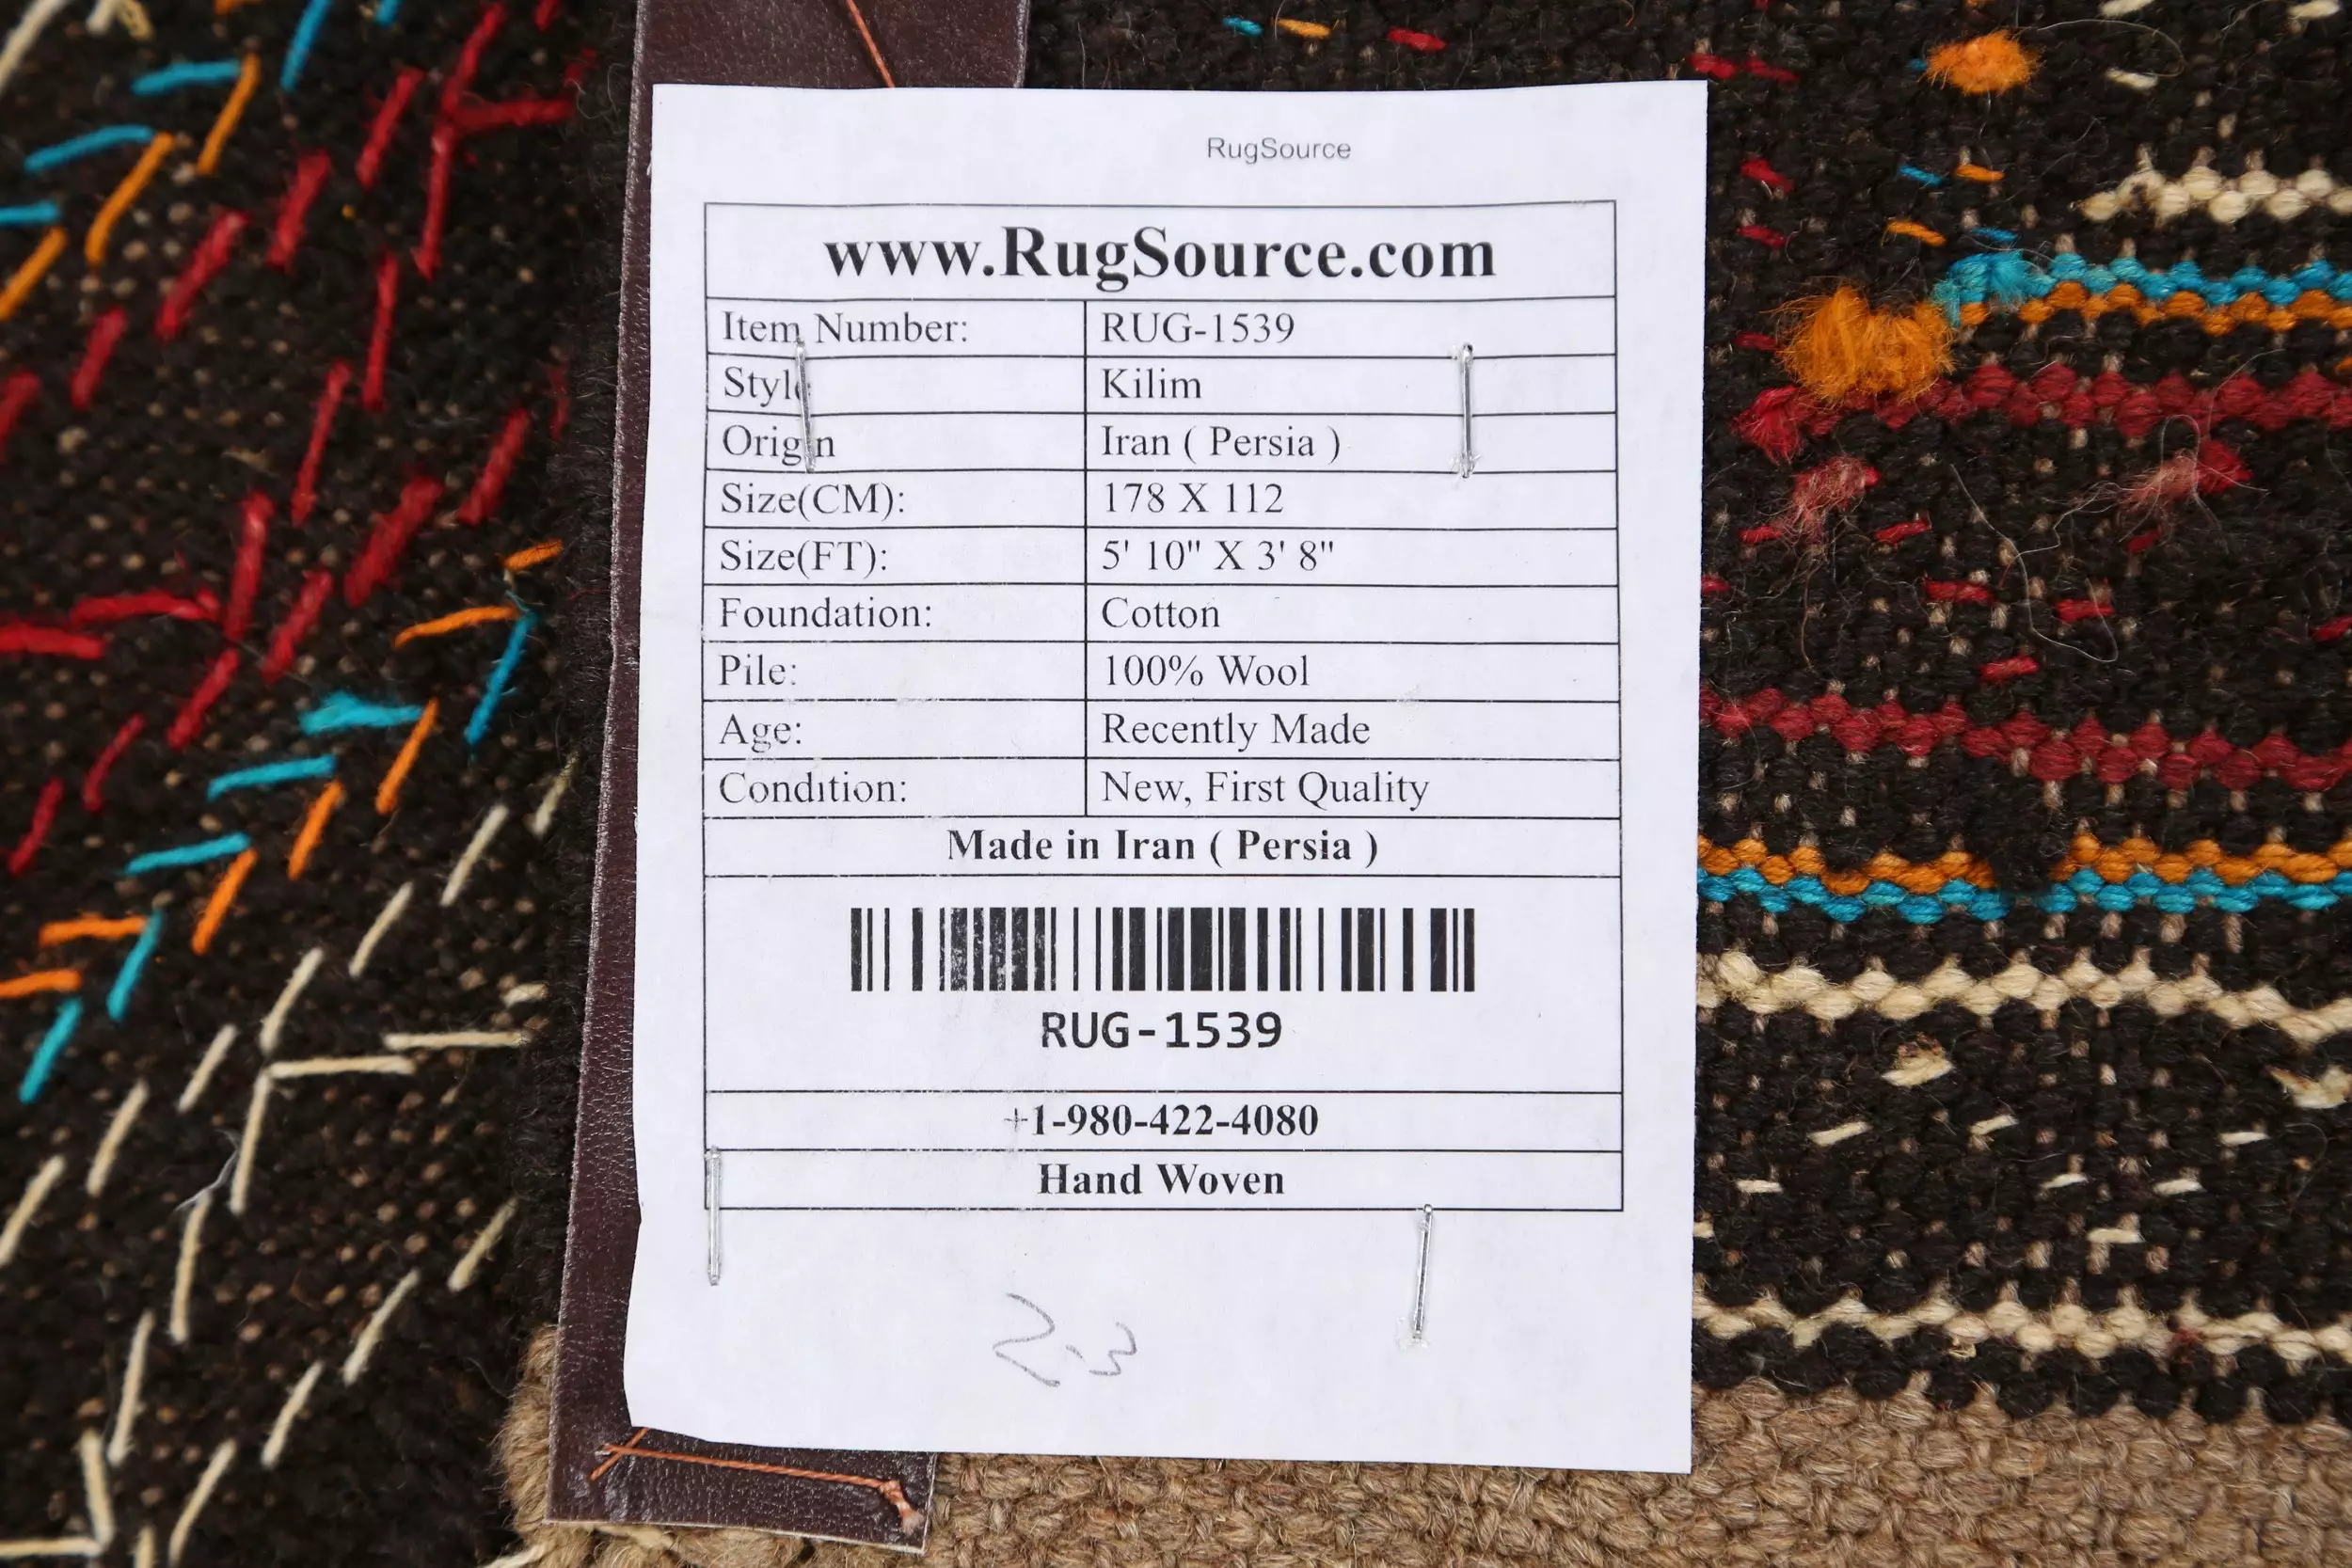 RugSource
www.RugSource.com
Item Number: RUG-1539
Style Kilim
Origin Iran ( Persia )
Size(CM): 178 X 112
Size(FT): 5' 10" X 3' 8"
Foundation: Cotton
Pile: 100% Wool
Age: Recently Made
Condition: New, First Quality
Made in Iran ( Persia )
RUG-1539
+1-980-422-4080
Hand Woven